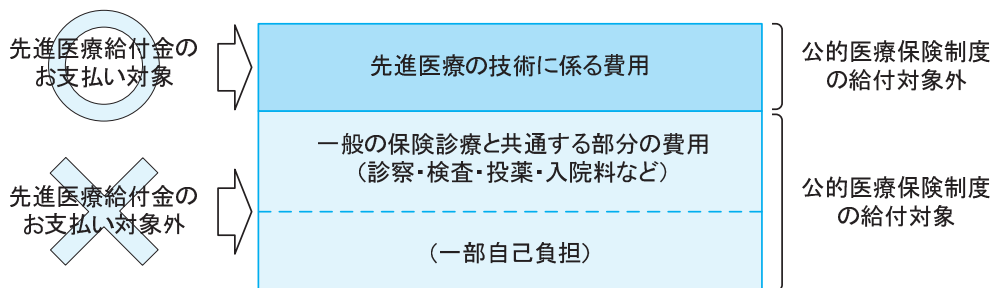 先進医療給付金の
お支払い対象
先進医療の技術に係る費用
公的医療保険制度
の給付対象外
一般の保険診療と共通する部分の費用
（診察・検査・投薬・入院料など）
先進医療給付金の
お支払い対象外
（一部自己負担）
公的医療保険制度
の給付対象